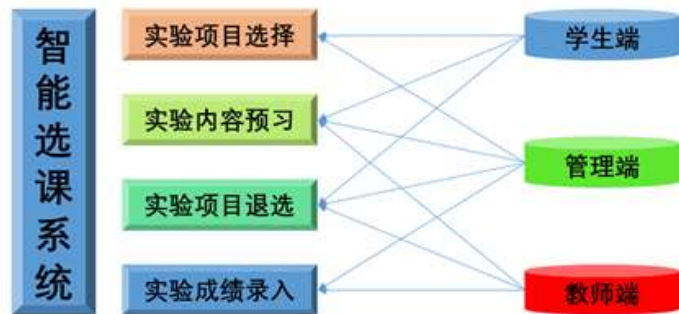 智能选课系统
实验项目选择
实验内容预习
实验项目退选
实验成绩录入
学生端
管理端
教师端